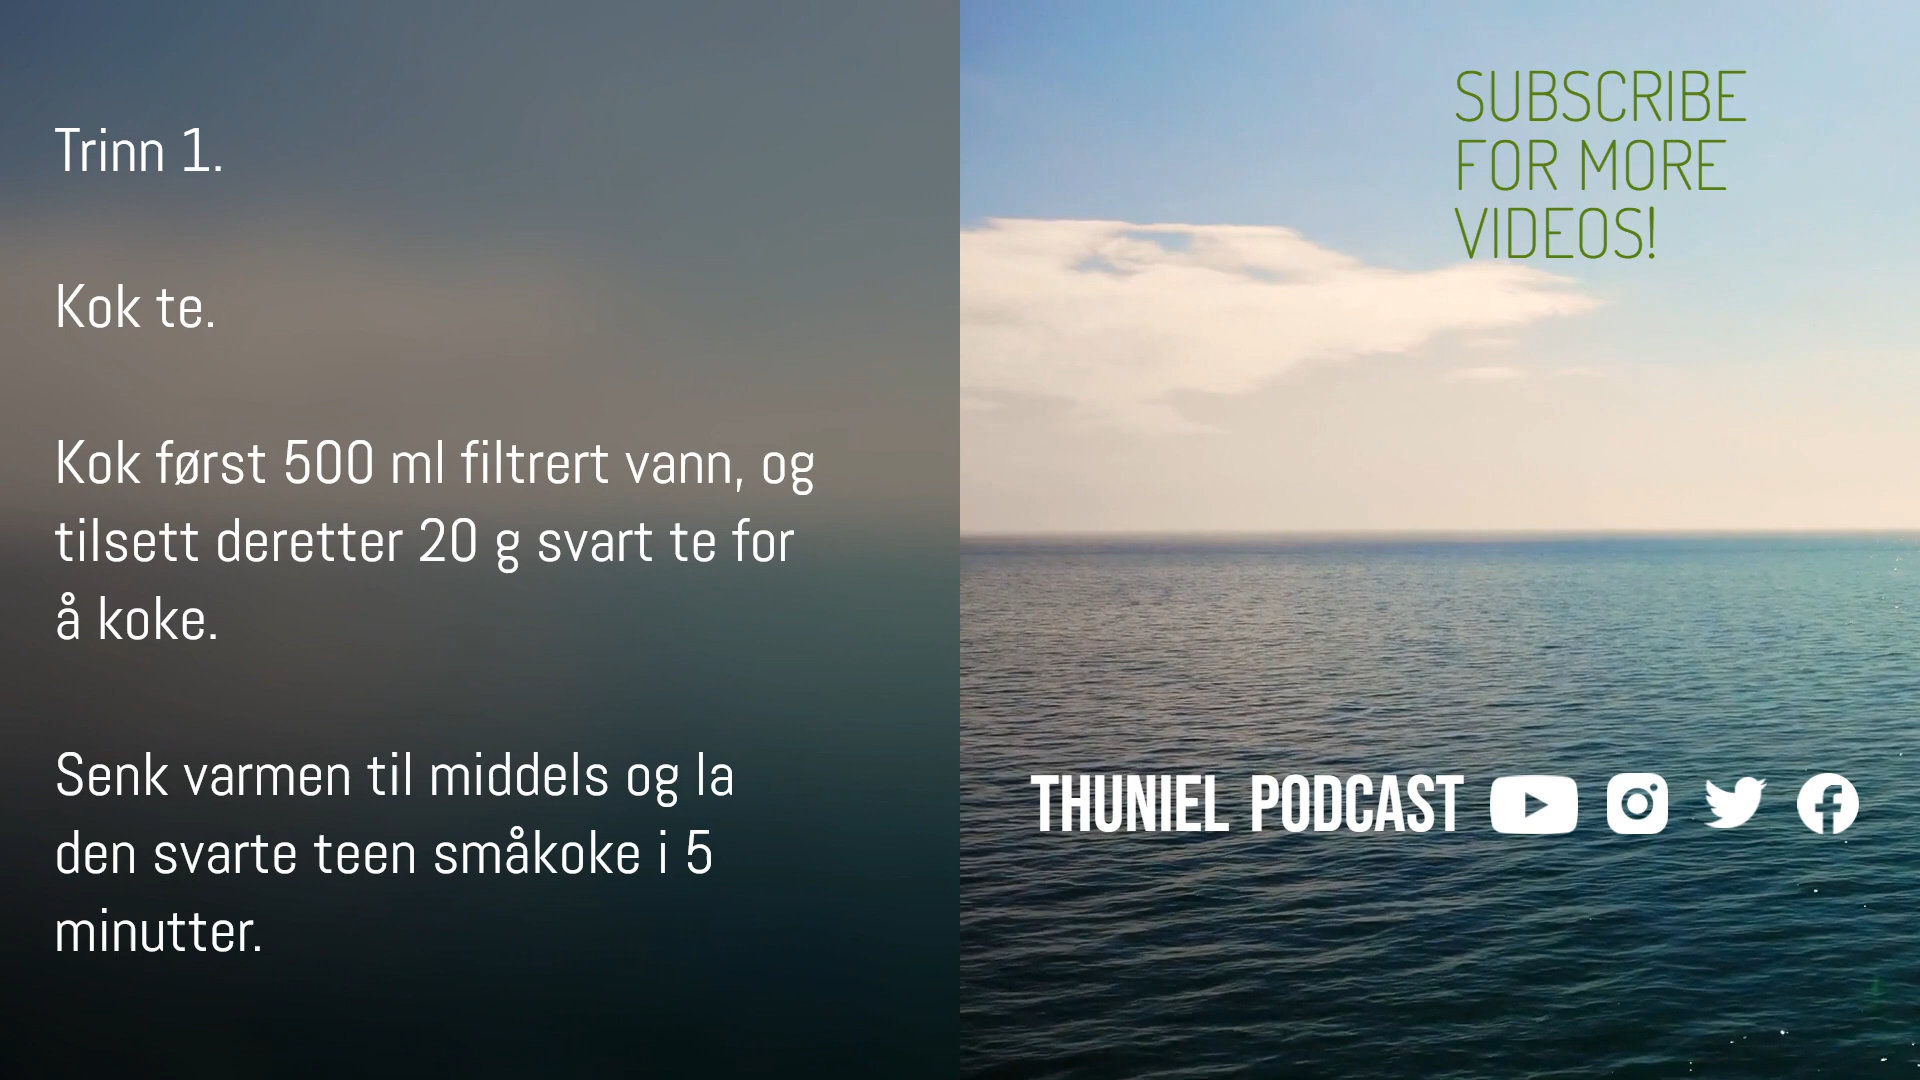 Trinn 1.
Kok te.
Kok først 500 ml filtrert vann, og
tilsett deretter 20 g svart te for
å koke.
Senk varmen til middels og la
den svarte teen småkoke i 5
minutter.
SUBSCRIBE
FOR MORE
VIDEOS!
THUNIEL PODCAST